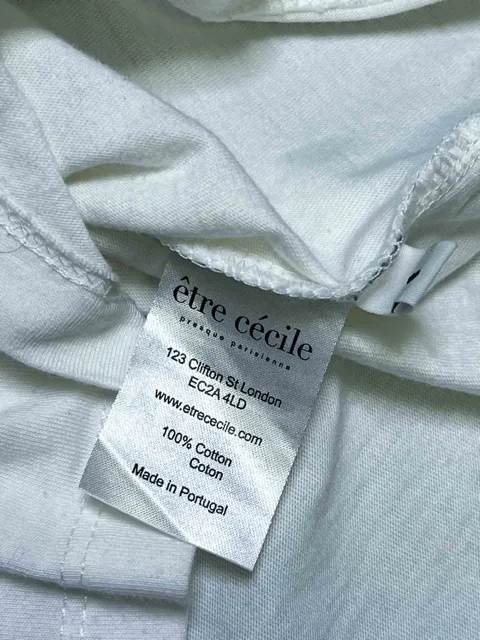 être cécile
presque parisienne
123 Clifton St London
EC2A 4LD
www.etrececile.com
100% Cotton
Coton
Made in Portugal